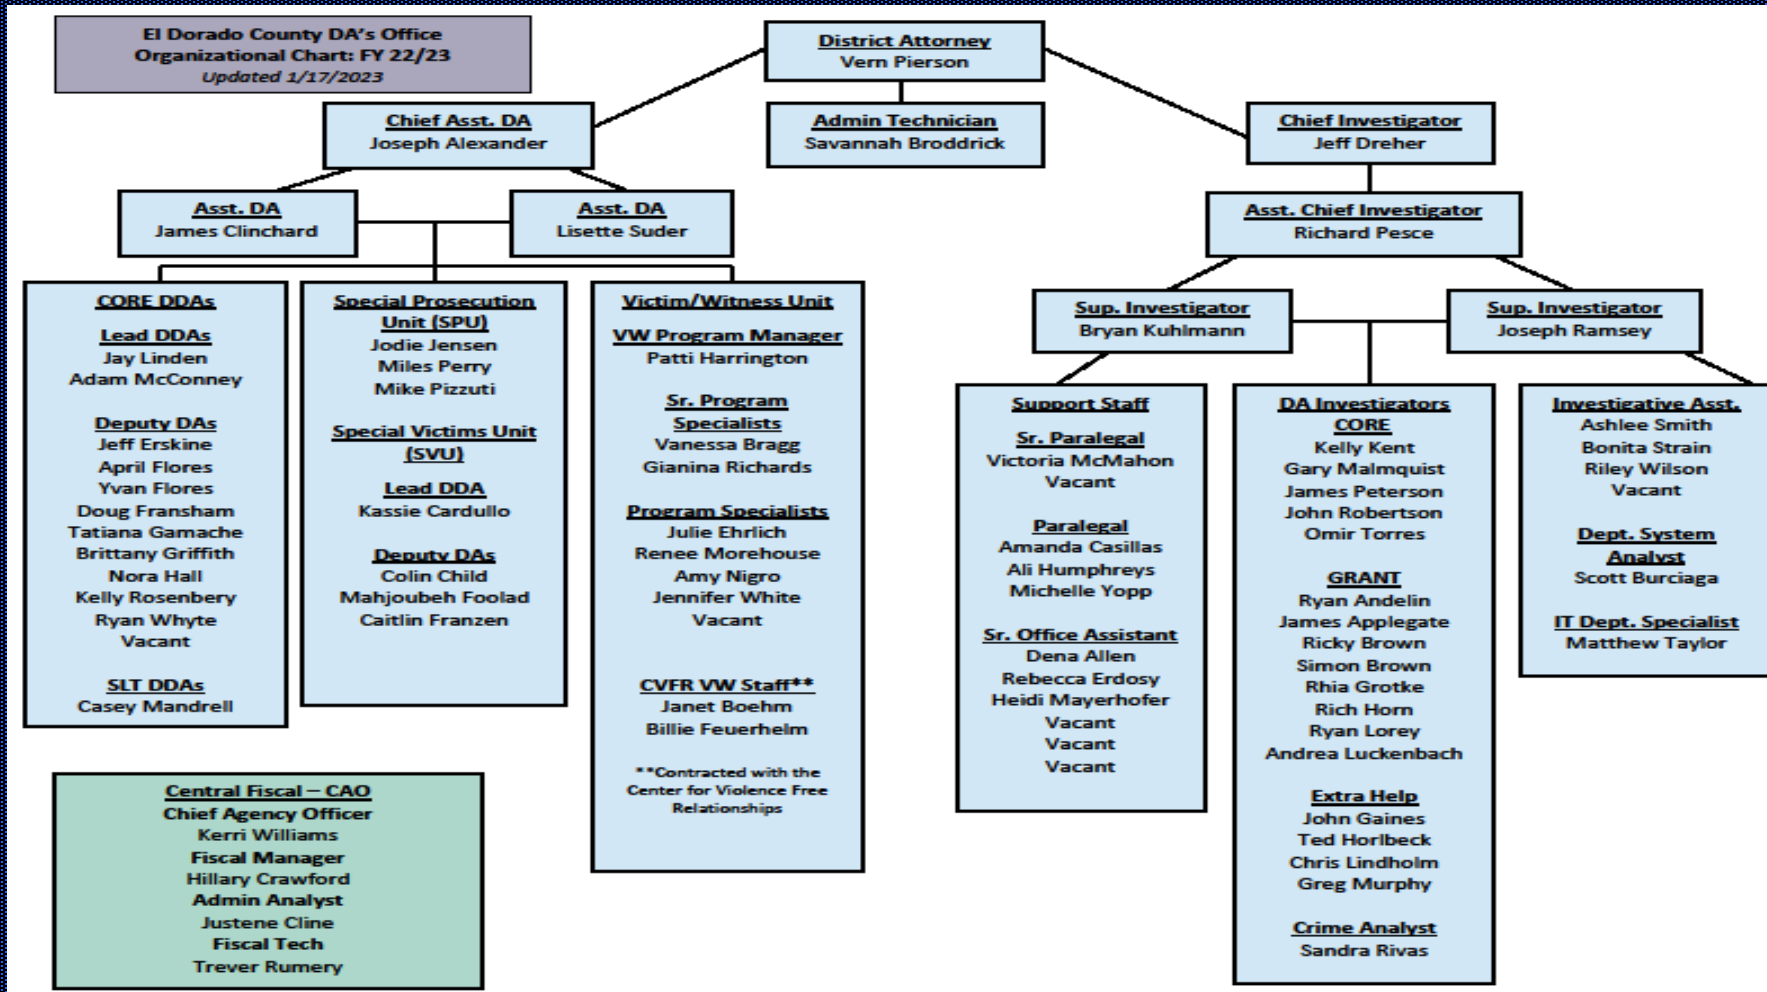 El Dorado County DA's Office
Organizational Chart: FY 22/23
Updated 1/17/2023
District Attorney
Vern Pierson
Chief Asst. DA
Joseph Alexander
Admin Technician
Savannah Broddrick
Chief Investigator
Jeff Dreher
Asst. DA
James Clinchard
Asst. DA
Lisette Suder
Asst. Chief Investigator
Richard Pesce
Sup. Investigator
Bryan Kuhlmann
Sup. Investigator
Joseph Ramsey
CORE DDAs
Lead DDAs
Jay Linden
Adam McConney
Deputy DAs
Jeff Erskine
April Flores
Yvan Flores
Doug Fransham
Tatiana Gamache
Brittany Griffith
Nora Hall
Kelly Rosenbery
Ryan Whyte
Vacant
SLT DDAs
Casey Mandrell
Special Prosecution
Unit (SPU)
Jodie Jensen
Miles Perry
Mike Pizzuti
Special Victims Unit
(SVU)
Lead DDA
Kassie Cardullo
Deputy DAs
Colin Child
Mahjoubeh Foolad
Caitlin Franzen
Victim/Witness Unit
VW Program Manager
Patti Harrington
Sr. Program
Specialists
Vanessa Bragg
Gianina Richards
Program Specialists
Julie Ehrlich
Renee Morehouse
Amy Nigro
Jennifer White
Vacant
CVFR VW Staff**
Janet Boehm
Billie Feuerhelm
**Contracted with the
Center for Violence Free
Relationships
Support Staff
Sr. Paralegal
Victoria McMahon
Vacant
Paralegal
Amanda Casillas
Ali Humphreys
Michelle Yopp
Sr. Office Assistant
Dena Allen
Rebecca Erdosy
Heidi Mayerhofer
Vacant
Vacant
Vacant
DA Investigators
CORE
Kelly Kent
Gary Malmquist
James Peterson
John Robertson
Omir Torres
GRANT
Ryan Andelin
James Applegate
Ricky Brown
Simon Brown
Rhia Grotke
Rich Horn
Ryan Lorey
Andrea Luckenbach
Extra Help
John Gaines
Ted Horlbeck
Chris Lindholm
Greg Murphy
Crime Analyst
Sandra Rivas
Investigative Asst.
Ashlee Smith
Bonita Strain
Riley Wilson
Vacant
Dept. System
Analyst
Scott Burciaga
IT Dept. Specialist
Matthew Taylor
Central Fiscal – CAO
Chief Agency Officer
Kerri Williams
Fiscal Manager
Hillary Crawford
Admin Analyst
Justene Cline
Fiscal Tech
Trever Rumery